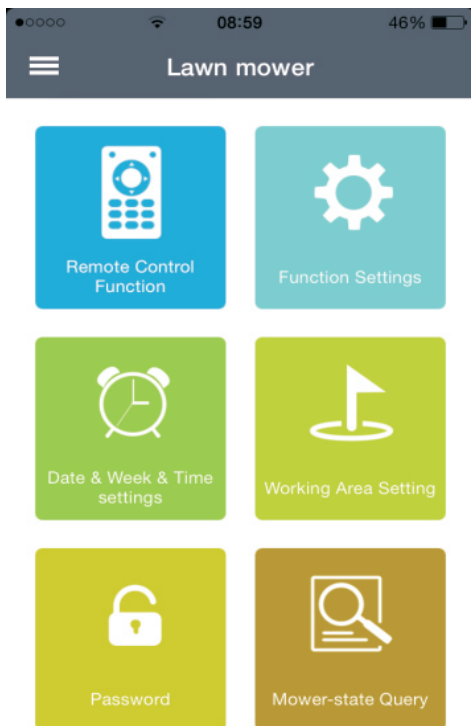 08:59
46%
Lawn mower
Remote Control
Function
Function Settings
Date & Week & Time
settings
Working Area Setting
Password
Mower-state Query